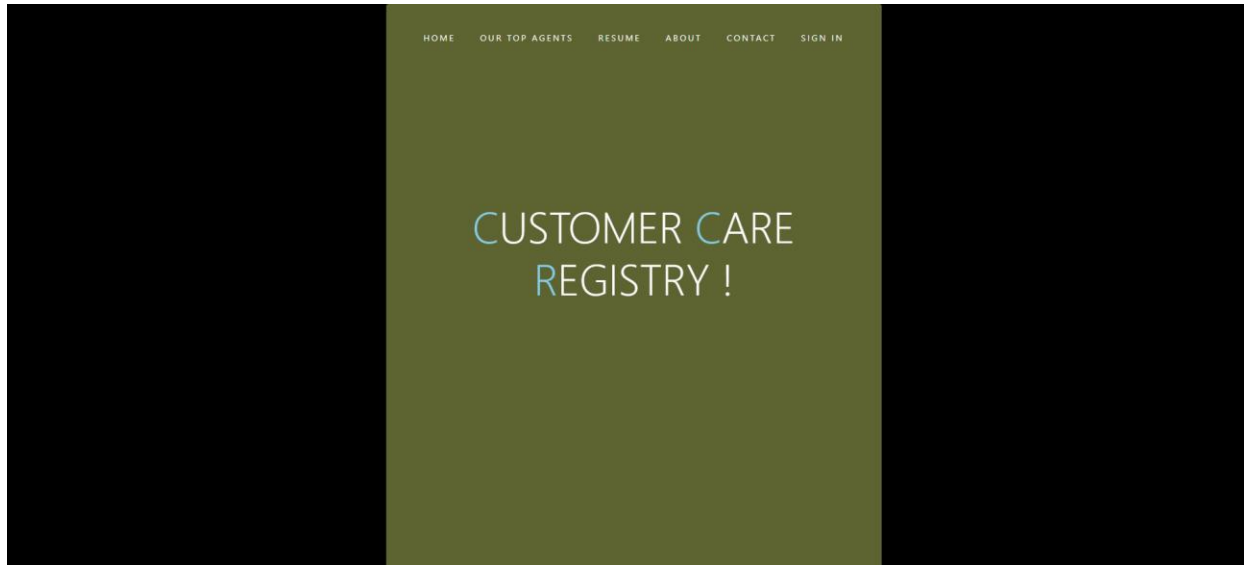 HOME OUR TOP AGENTS RESUME ABOUT CONTACT SIGN IN
CUSTOMER CARE
REGISTRY !